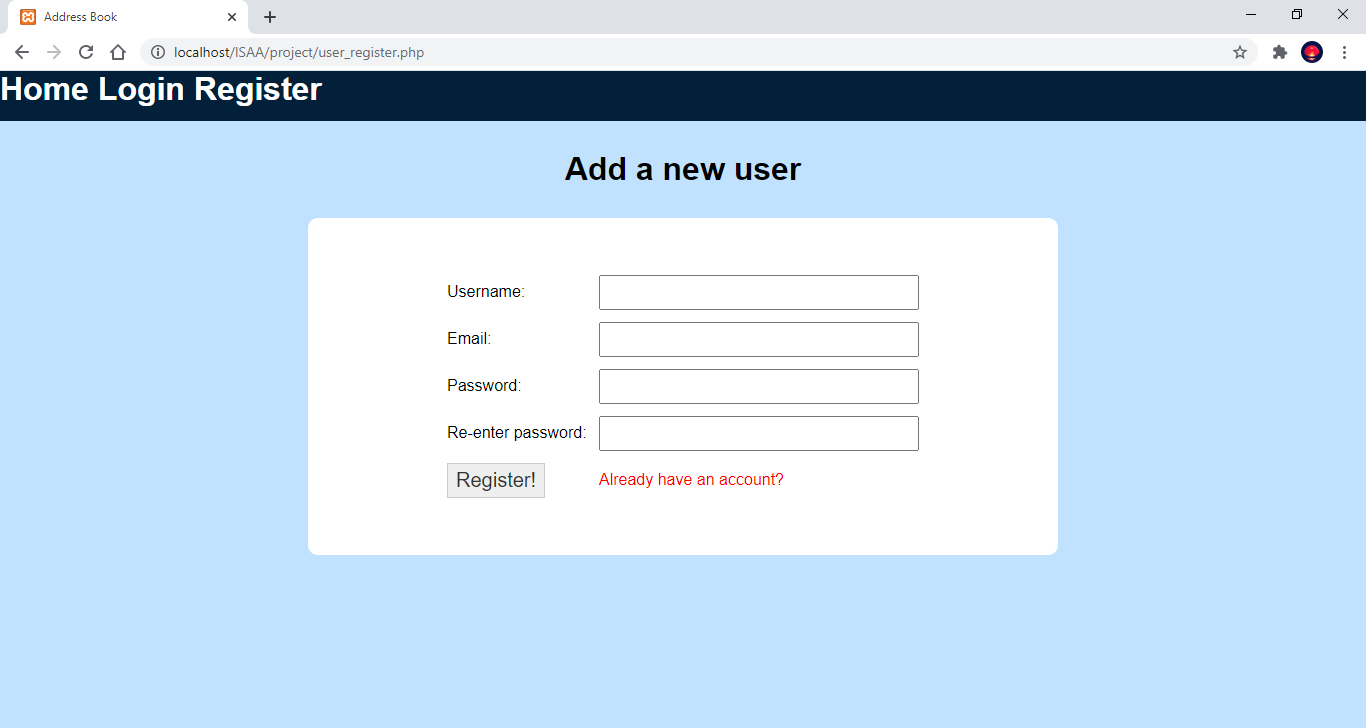 Address Book
localhost/ISAA/project/user_register.php
Home Login Register
Add a new user
Username:
Email:
Password:
Re-enter password:
Register! Already have an account?